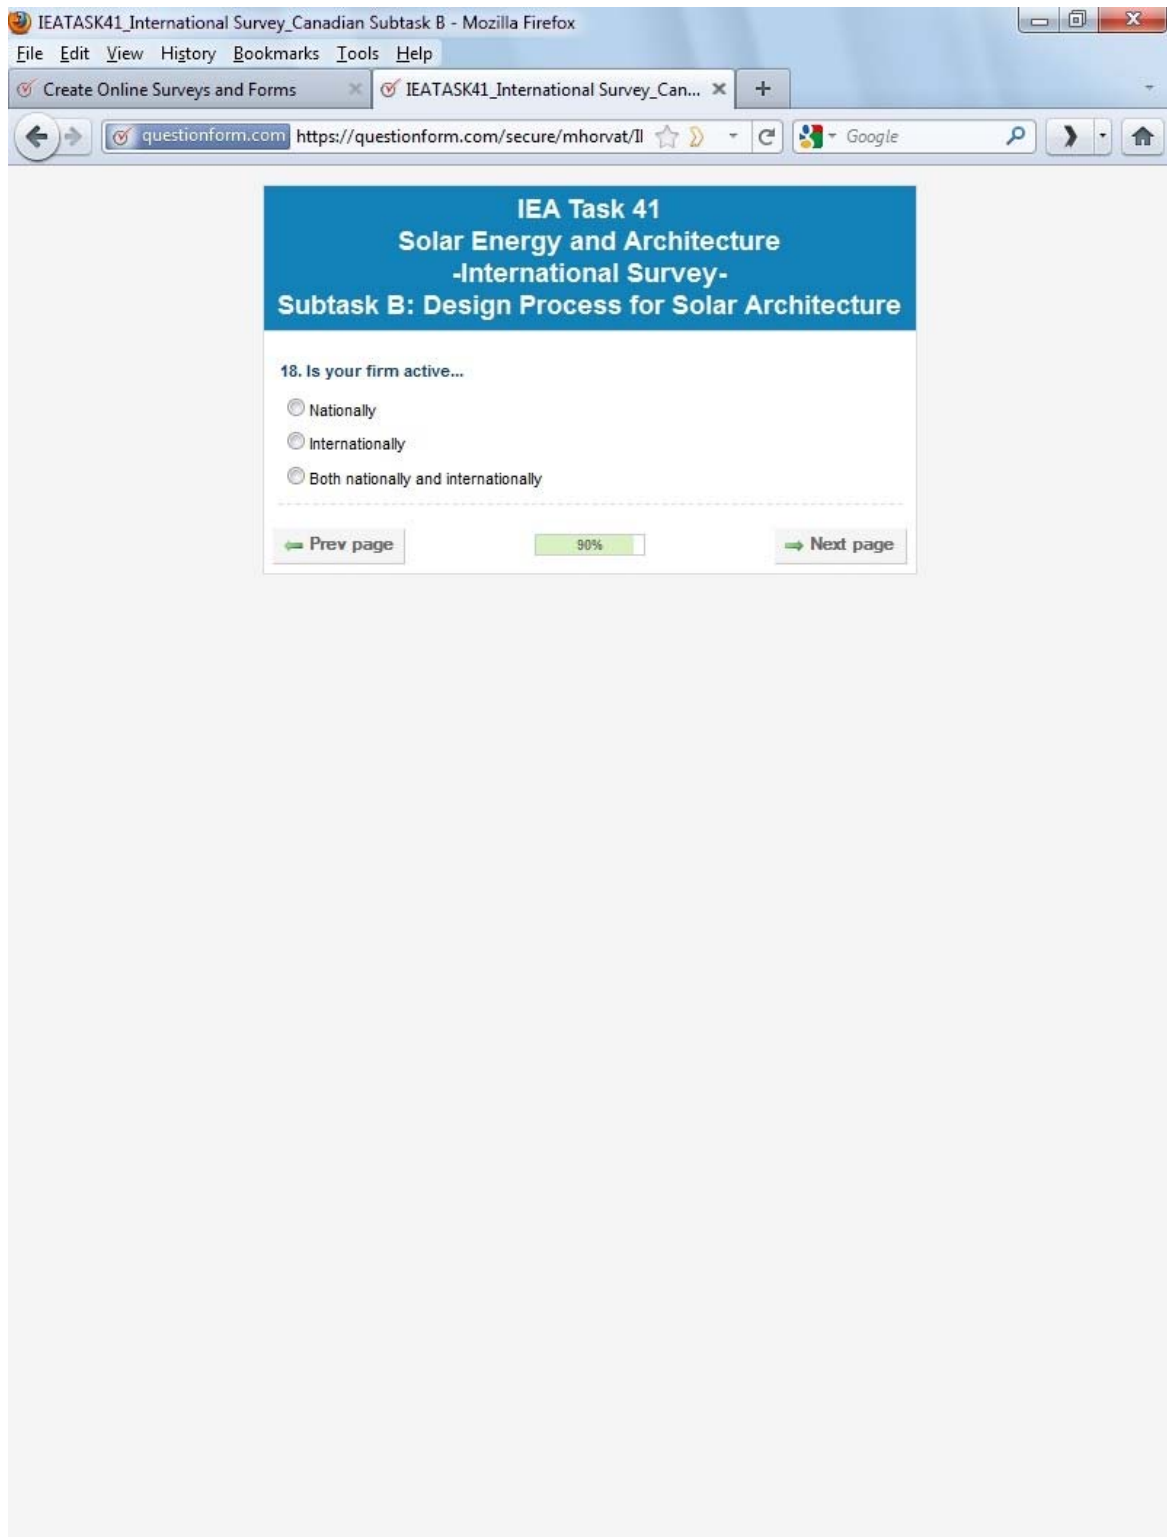 IEATASK41_International Survey_Canadian Subtask B - Mozilla Firefox
File Edit View History Bookmarks Tools Help
Create Online Surveys and Forms
IEATASK41_International Survey_Can...
questionform.com https://questionform.com/secure/mhorvat/II
Google
IEA Task 41
Solar Energy and Architecture
-International Survey-
Subtask B: Design Process for Solar Architecture
18. Is your firm active...
Nationally
Internationally
Both nationally and internationally
Prev page
90%
Next page